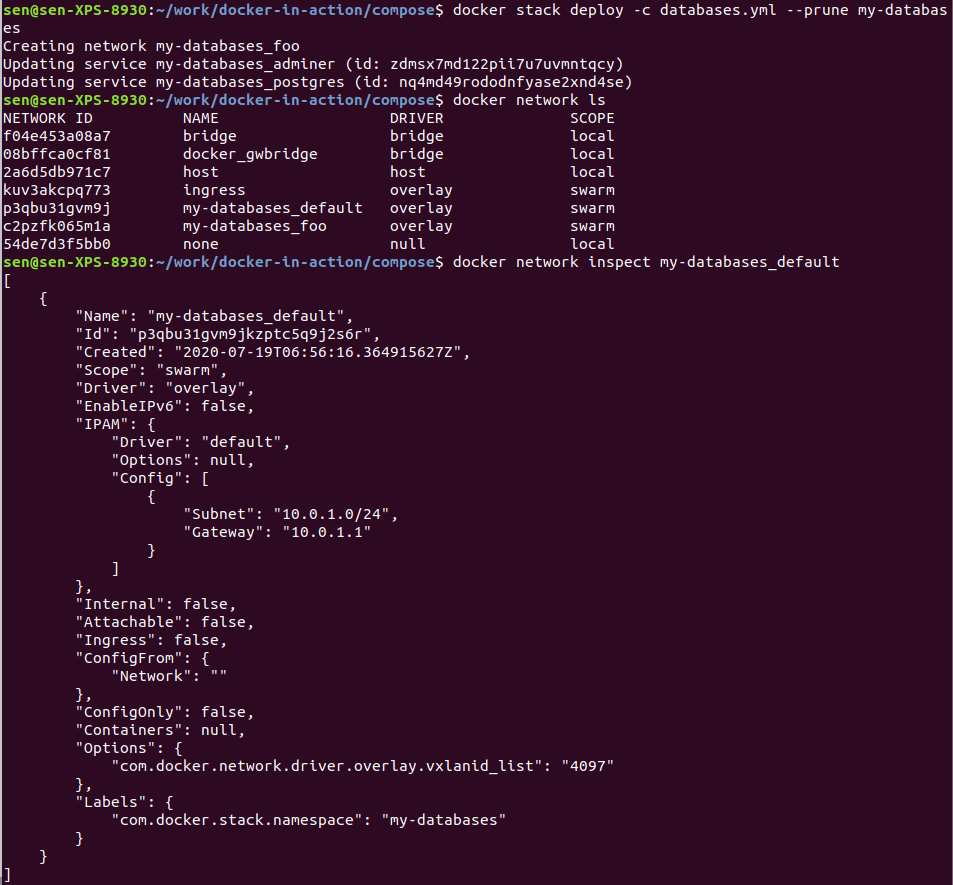 sen@sen-XPS-8930:~/work/docker-in-action/compose$ docker stack deploy -c databases.yml --prune my-databas
es
Creating network my-databases_foo
Updating service my-databases_adminer (id: zdmsx7md122pii7u7uvmntqcy)
Updating service my-databases_postgres (id: nq4md49rododnfyase2xnd4se)
sen@sen-XPS-8930:~/work/docker-in-action/compose$ docker network ls
NETWORK ID          NAME                   DRIVER              SCOPE
f04e453a08a7        bridge                 bridge              local
08bffca0cf81        docker_gwbridge        bridge              local
2a6d5db971c7        host                   host                local
kuv3akcpq773        ingress                overlay             swarm
p3qbu31gvm9j        my-databases_default   overlay             swarm
c2pzfk065m1a        my-databases_foo       overlay             swarm
54de7d3f5bb0        none                   null                local
sen@sen-XPS-8930:~/work/docker-in-action/compose$ docker network inspect my-databases_default
[
    {
        "Name": "my-databases_default",
        "Id": "p3qbu31gvm9jkzptc5q9j2s6r",
        "Created": "2020-07-19T06:56:16.364915627Z",
        "Scope": "swarm",
        "Driver": "overlay",
        "EnableIPv6": false,
        "IPAM": {
            "Driver": "default",
            "Options": null,
            "Config": [
                {
                    "Subnet": "10.0.1.0/24",
                    "Gateway": "10.0.1.1"
                }
            ]
        },
        "Internal": false,
        "Attachable": false,
        "Ingress": false,
        "ConfigFrom": {
            "Network": ""
        },
        "ConfigOnly": false,
        "Containers": null,
        "Options": {
            "com.docker.network.driver.overlay.vxlanid_list": "4097"
        },
        "Labels": {
            "com.docker.stack.namespace": "my-databases"
        }
    }
]